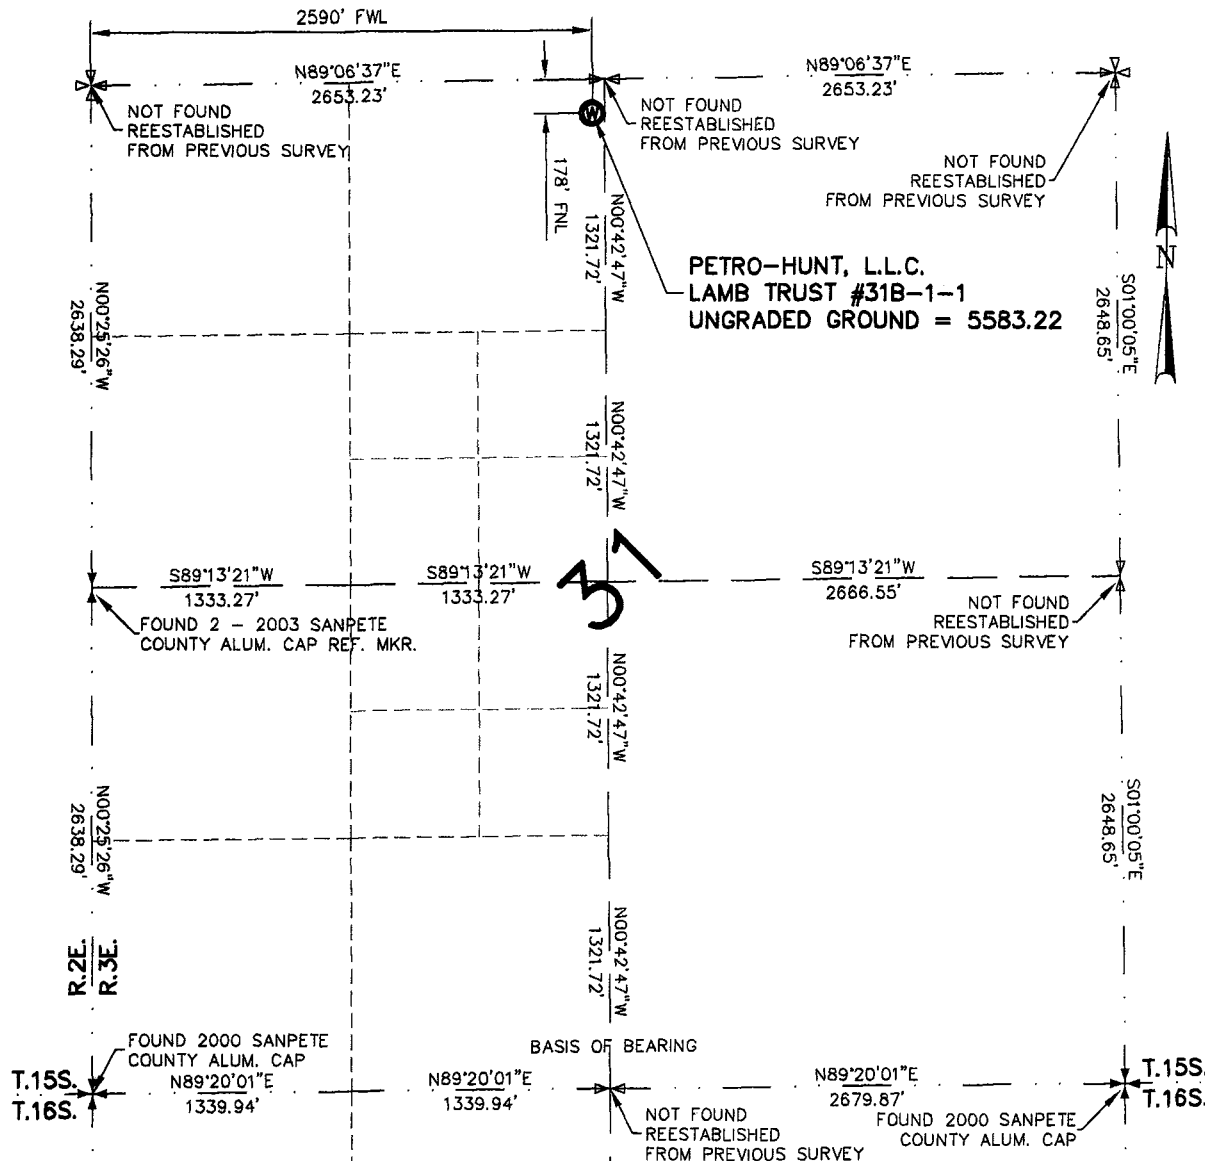 2590' FWL
N89°06'37"E
2653.23'
N89°06'37"E
2653.23'
NOT FOUND
REESTABLISHED
FROM PREVIOUS SURVEY
W
NOT FOUND
REESTABLISHED
FROM PREVIOUS SURVEY
NOT FOUND
REESTABLISHED
FROM PREVIOUS SURVEY
178' FNL
N00°42'47"W
1321.72'
N
PETRO-HUNT, L.L.C.
LAMB TRUST #31B-1-1
UNGRADED GROUND = 5583.22
N00°25'26"W
2638.29'
S01°00'05"E
2648.65'
N00°42'47"W
1321.72'
31
S89°13'21"W
1333.27'
S89°13'21"W
1333.27'
S89°13'21"W
2666.55'
FOUND 2 - 2003 SANPETE
COUNTY ALUM. CAP REF. MKR.
NOT FOUND
REESTABLISHED
FROM PREVIOUS SURVEY
N00°42'47"W
1321.72'
N00°25'26"W
2638.29'
S01°00'05"E
2648.65'
N00°42'47"W
1321.72'
R.2E.
R.3E.
FOUND 2000 SANPETE
COUNTY ALUM. CAP
BASIS OF BEARING
T.15S.
T.16S.
N89°20'01"E
1339.94'
N89°20'01"E
1339.94'
N89°20'01"E
2679.87'
T.15S.
T.16S.
NOT FOUND
REESTABLISHED
FROM PREVIOUS SURVEY
FOUND 2000 SANPETE
COUNTY ALUM. CAP